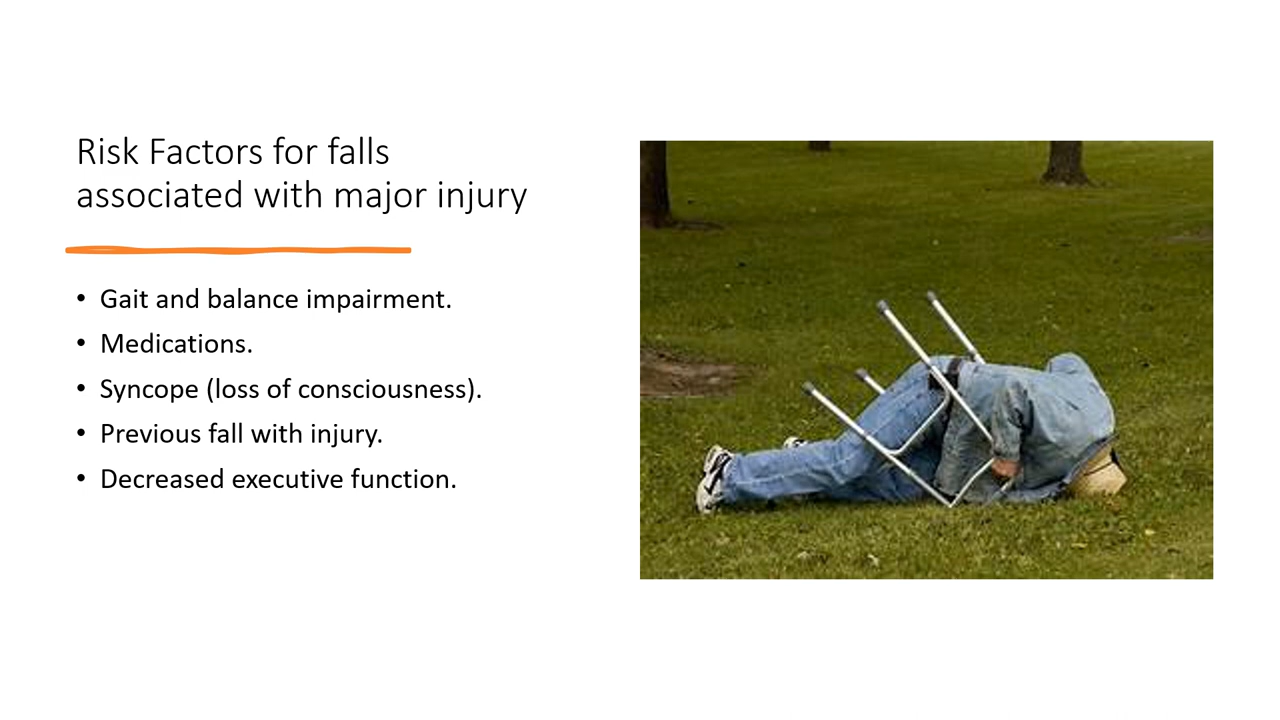 Risk Factors for falls
associated with major injury
• Gait and balance impairment.
• Medications.
• Syncope (loss of consciousness).
• Previous fall with injury.
• Decreased executive function.